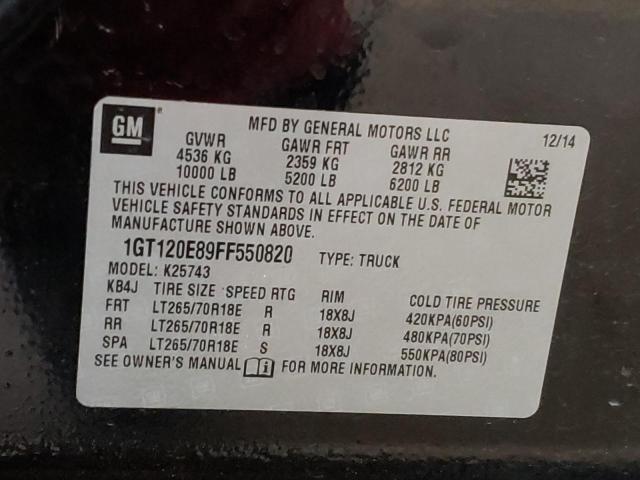 GM
MFD BY GENERAL MOTORS LLC 12/14
GVWR GAWR FRT GAWR RR
4536 KG 2359 KG 2812 KG
10000 LB 5200 LB 6200 LB
THIS VEHICLE CONFORMS TO ALL APPLICABLE U.S. FEDERAL MOTOR
VEHICLE SAFETY STANDARDS IN EFFECT ON THE DATE OF
MANUFACTURE SHOWN ABOVE.
1GT120E89FF550820 TYPE: TRUCK
MODEL: K25743
KB4J TIRE SIZE SPEED RTG RIM COLD TIRE PRESSURE
FRT LT265/70R18E R 18X8J 420KPA(60PSI)
RR LT265/70R18E R 18X8J 480KPA(70PSI)
SPA LT265/70R18E S 18X8J 550KPA(80PSI)
SEE OWNER'S MANUAL FOR MORE INFORMATION.